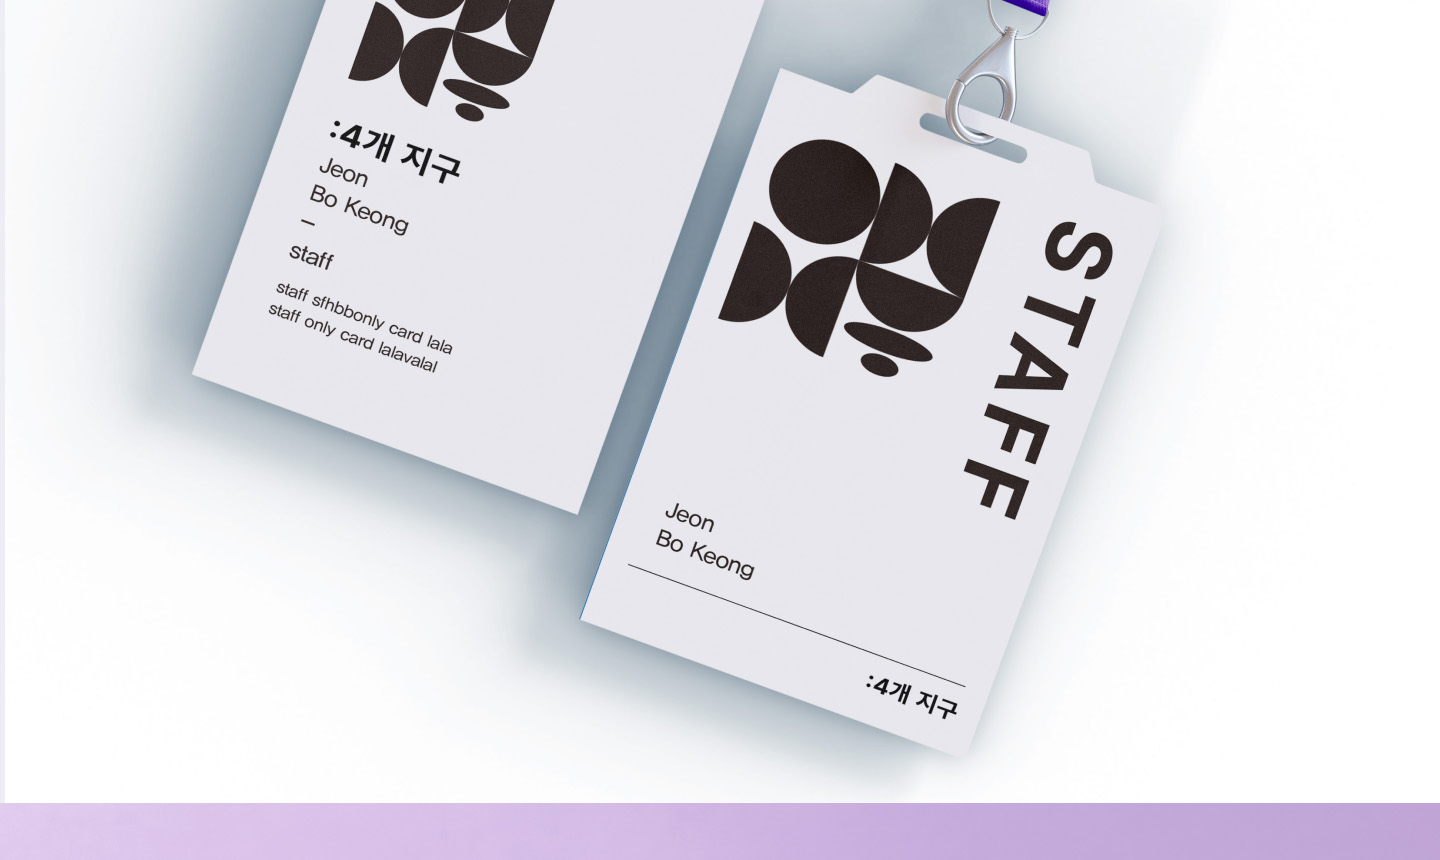 :4개 지구
Jeon
Bo Keong
–
staff
staff sfhbbonly card lala
staff only card lalavalal
STAFF
Jeon
Bo Keong
:4개 지구